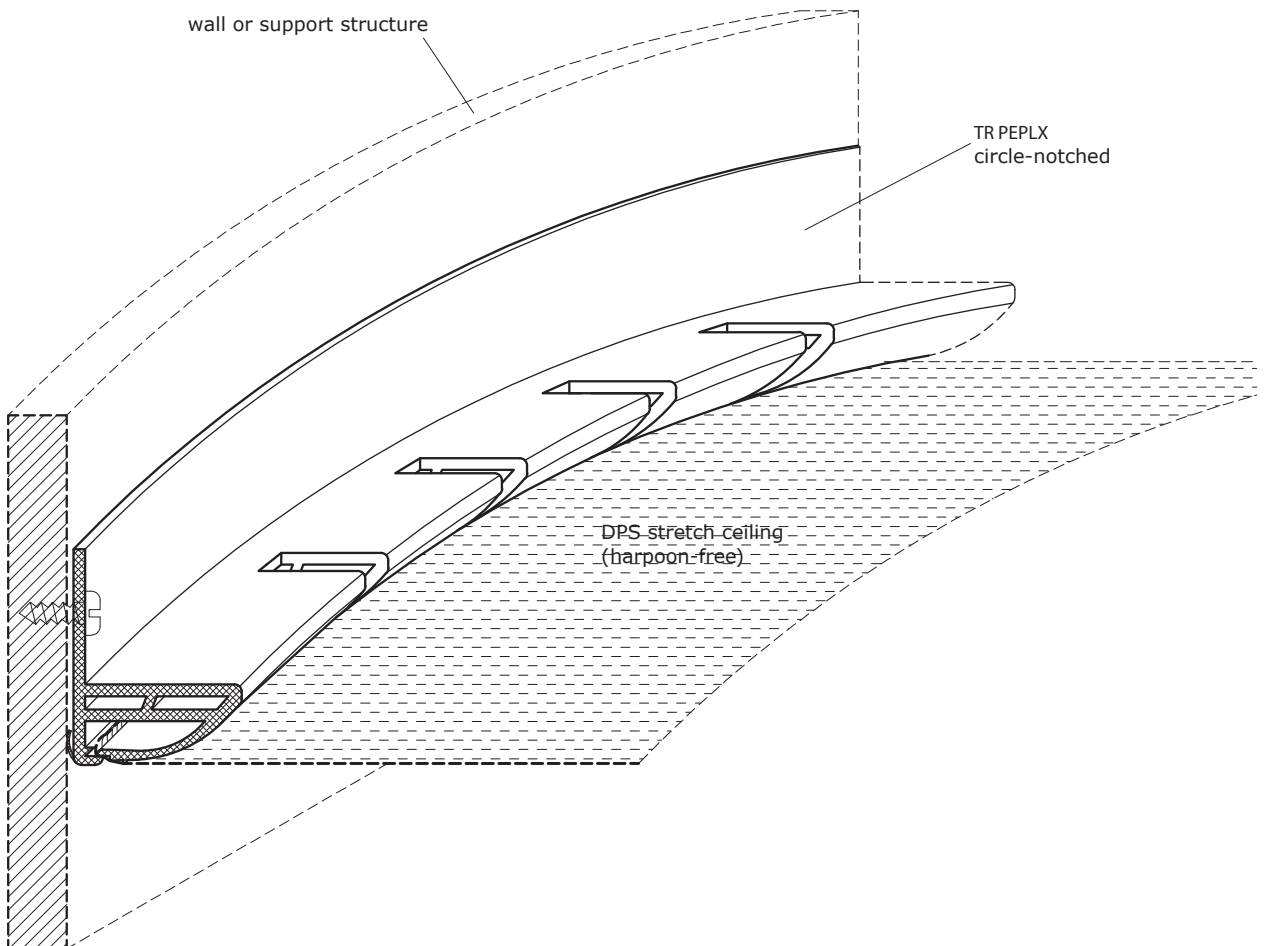 wall or support structure
TR PEPLX
circle-notched
DPS stretch ceiling
(harpoon-free)